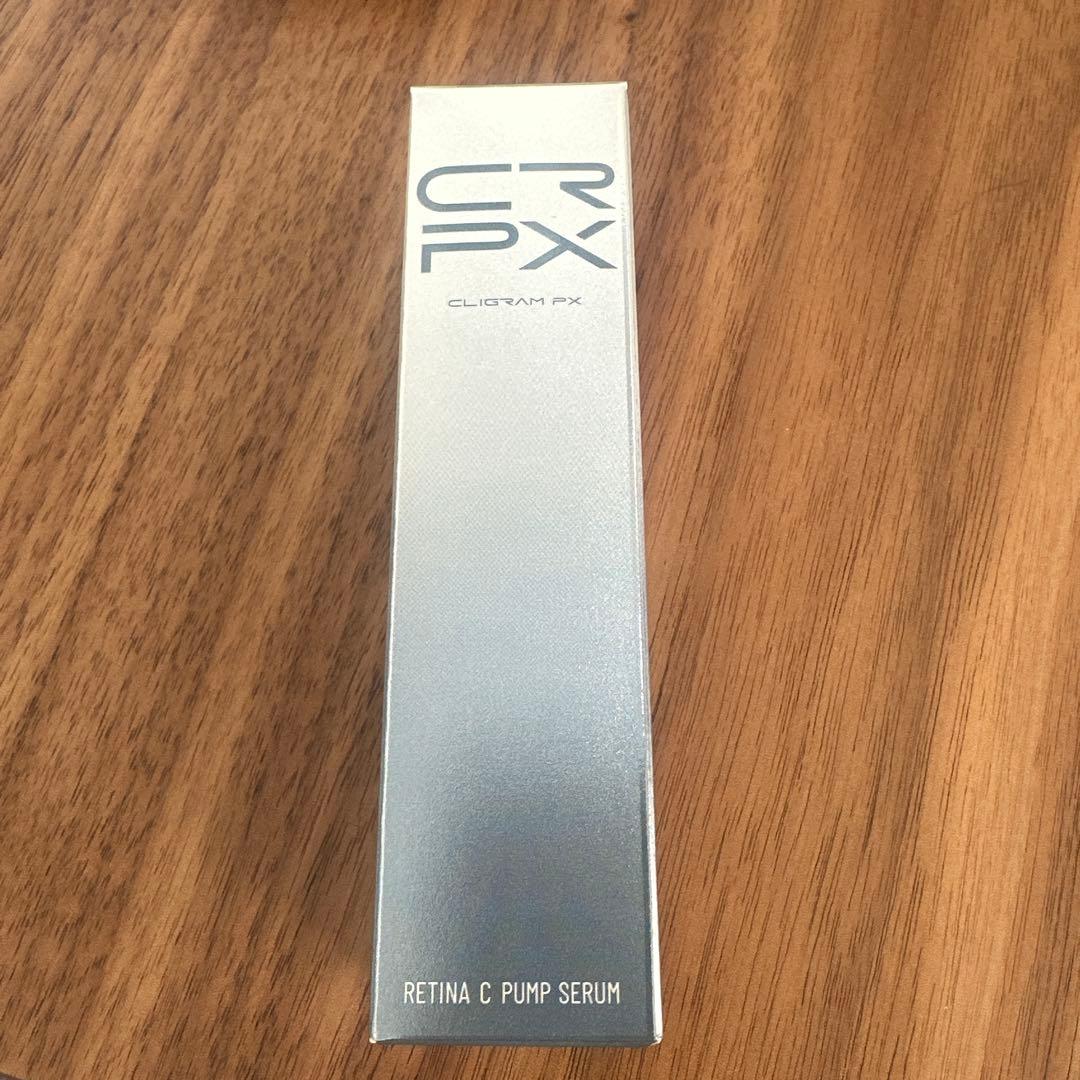 CR
PX
CLIGRAM PX
RETINA C PUMP SERUM